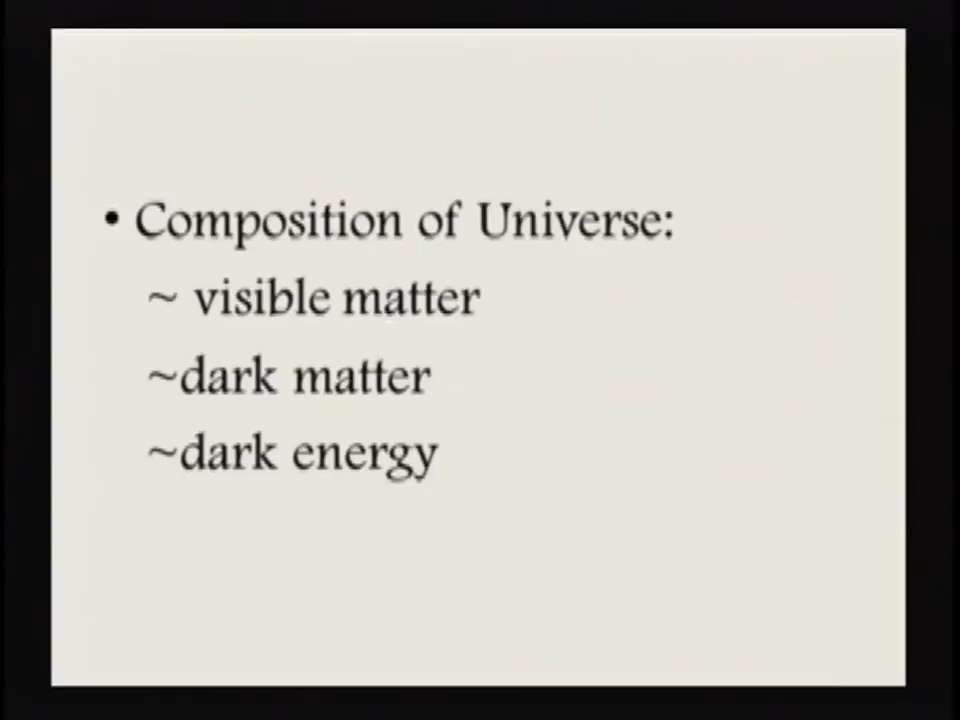 • Composition of Universe:
~ visible matter
~dark matter
~dark energy